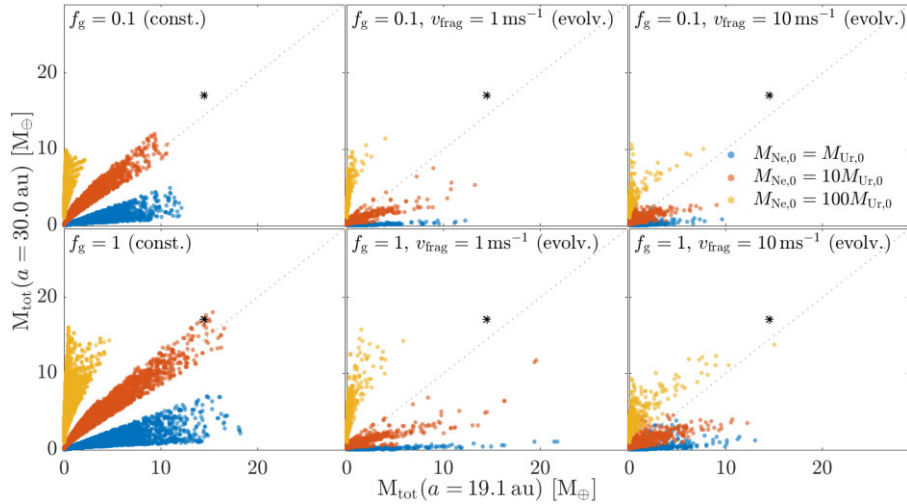 f_g = 0.1 (const.)
f_g = 0.1, v_frag = 1 ms⁻¹ (evolv.)
f_g = 0.1, v_frag = 10 ms⁻¹ (evolv.)
20
10
0
M_Ne,0 = M_Ur,0
M_Ne,0 = 10M_Ur,0
M_Ne,0 = 100M_Ur,0
f_g = 1 (const.)
f_g = 1, v_frag = 1 ms⁻¹ (evolv.)
f_g = 1, v_frag = 10 ms⁻¹ (evolv.)
20
10
0
0 10 20 0 10 20 0 10 20
M_tot(a = 30.0 au) [M_⊕]
M_tot(a = 19.1 au) [M_⊕]